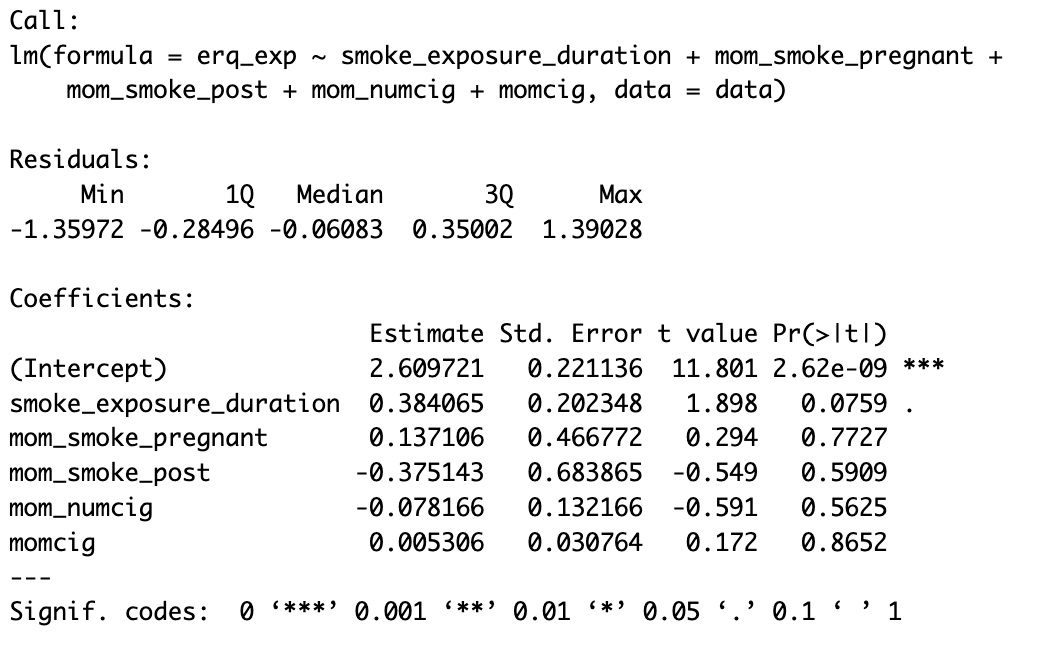 Call:
lm(formula = erq_exp ~ smoke_exposure_duration + mom_smoke_pregnant +
    mom_smoke_post + mom_numcig + momcig, data = data)

Residuals:
     Min       1Q   Median       3Q      Max
-1.35972 -0.28496 -0.06083  0.35002  1.39028

Coefficients:
                         Estimate Std. Error t value Pr(>|t|)
(Intercept)              2.609721   0.221136  11.801 2.62e-09 ***
smoke_exposure_duration  0.384065   0.202348   1.898   0.0759 .
mom_smoke_pregnant       0.137106   0.466772   0.294   0.7727
mom_smoke_post          -0.375143   0.683865  -0.549   0.5909
mom_numcig              -0.078166   0.132166  -0.591   0.5625
momcig                   0.005306   0.030764   0.172   0.8652
---
Signif. codes:  0 ‘***’ 0.001 ‘**’ 0.01 ‘*’ 0.05 ‘.’ 0.1 ‘ ’ 1